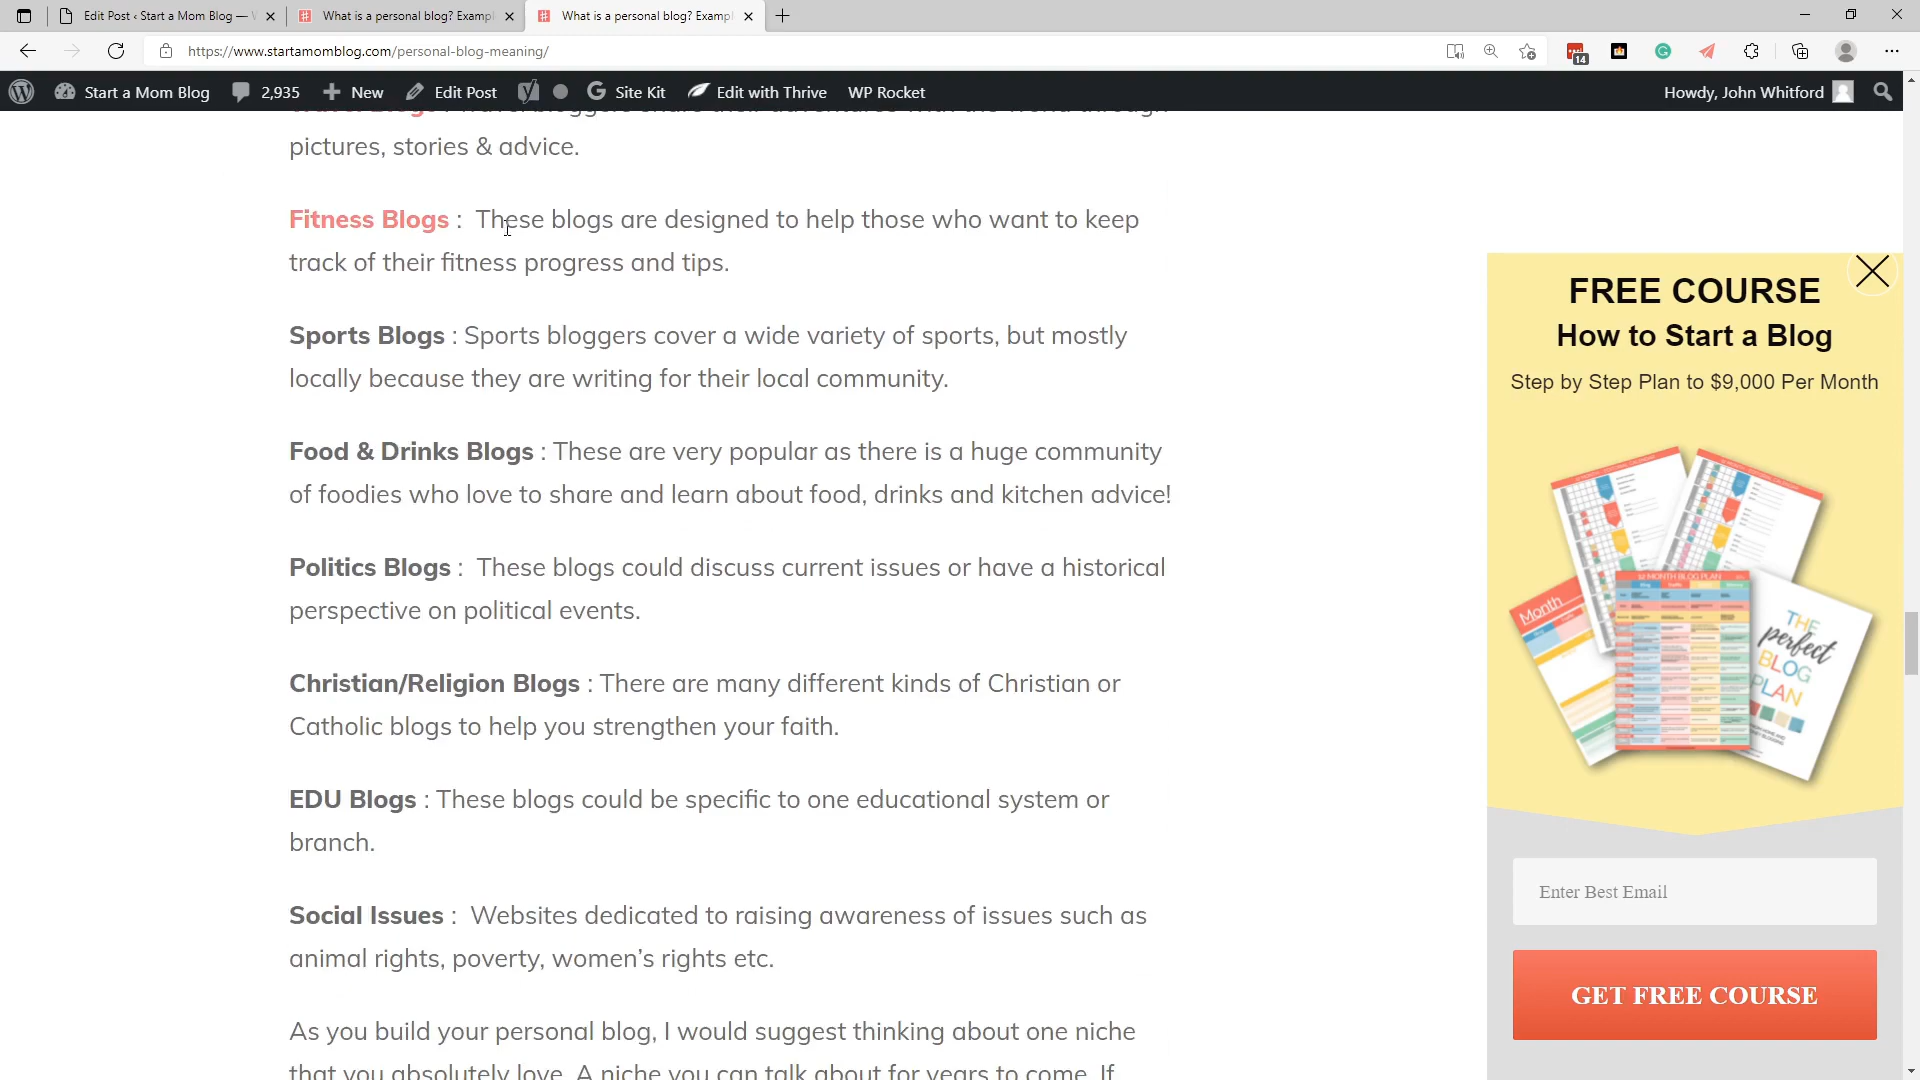 Edit Post ‹ Start a Mom Blog —
What is a personal blog? Exampl
What is a personal blog? Exampl
https://www.startamomblog.com/personal-blog-meaning/
14
Start a Mom Blog
2,935
New
Edit Post
Site Kit
Edit with Thrive
WP Rocket
Howdy, John Whitford
pictures, stories & advice.
Fitness Blogs : These blogs are designed to help those who want to keep
track of their fitness progress and tips.
Sports Blogs : Sports bloggers cover a wide variety of sports, but mostly
locally because they are writing for their local community.
Food & Drinks Blogs : These are very popular as there is a huge community
of foodies who love to share and learn about food, drinks and kitchen advice!
Politics Blogs : These blogs could discuss current issues or have a historical
perspective on political events.
Christian/Religion Blogs : There are many different kinds of Christian or
Catholic blogs to help you strengthen your faith.
EDU Blogs : These blogs could be specific to one educational system or
branch.
Social Issues : Websites dedicated to raising awareness of issues such as
animal rights, poverty, women’s rights etc.
As you build your personal blog, I would suggest thinking about one niche
that you absolutely love. A niche you can talk about for years to come. If
FREE COURSE
How to Start a Blog
Step by Step Plan to $9,000 Per Month
Month
12 MONTH BLOG PLAN
THE
perfect
BLOG
PLAN
Enter Best Email
GET FREE COURSE